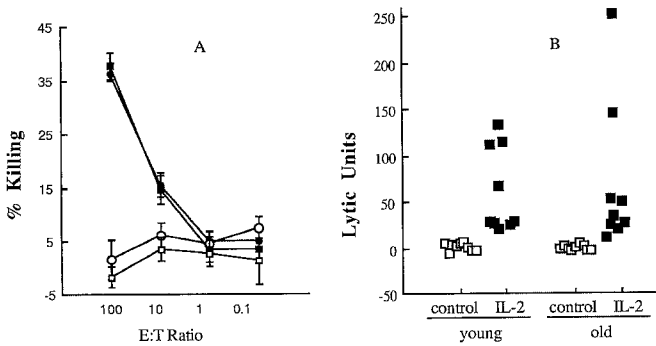 A
45
35
25
15
5
-5
% Killing
100 10 1 0.1
E:T Ratio
B
250
200
150
100
50
0
-50
Lytic Units
control IL-2 control IL-2
young old